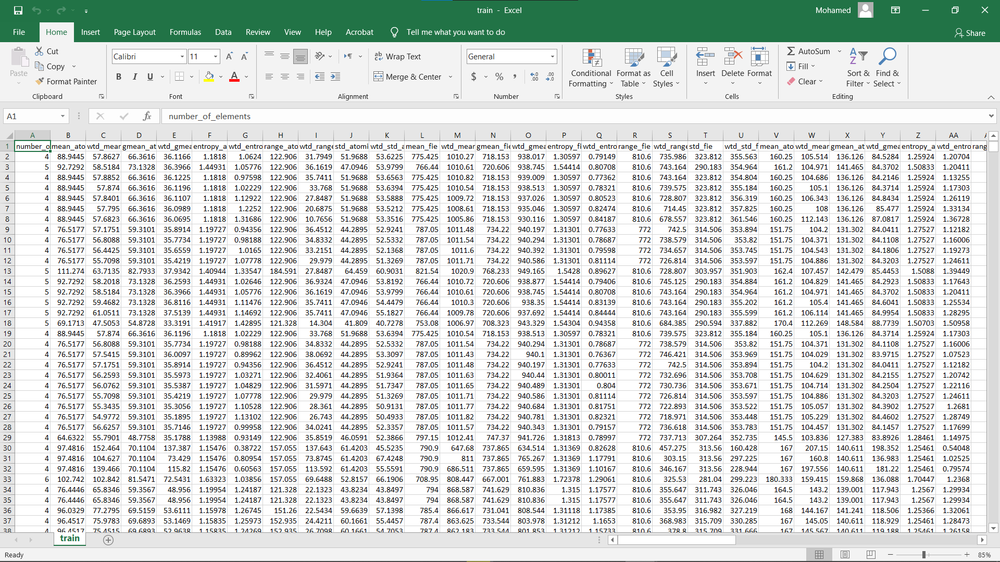 train - Excel
Mohamed
File Home Insert Page Layout Formulas Data Review View Help Acrobat Tell me what you want to do Share
Paste
Cut
Copy
Format Painter
Clipboard
Calibri 11
B I U
Font
Wrap Text
Merge & Center
Alignment
General
$ % ,
Number
Conditional Formatting
Format as Table
Cell Styles
Styles
Insert Delete Format
Cells
AutoSum
Fill
Clear
Sort & Filter
Find & Select
Editing
A1 fx number_of_elements
A B C D E F G H I J K L M N O P Q R S T U V W X Y Z AA
1 number_o mean_ato wtd_mear gmean_at wtd_gmea entropy_a wtd_entro range_ato wtd_range std_atomi wtd_std_a mean_fie wtd_mear gmean_fie wtd_gmea entropy_fi wtd_entro range_fie wtd_range std_fie wtd_std_f mean_ato wtd_mear gmean_at wtd_gmea entropy_a wtd_entro rang
2 4 88.9445 57.8627 66.3616 36.1166 1.1818 1.0624 122.906 31.7949 51.9688 53.6225 775.425 1010.27 718.153 938.017 1.30597 0.79149 810.6 735.986 323.812 355.563 160.25 105.514 136.126 84.5284 1.25924 1.20704
3 5 92.7292 58.5184 73.1328 36.3966 1.44931 1.05776 122.906 36.1619 47.0946 53.9799 766.44 1010.61 720.606 938.745 1.54414 0.80708 810.6 743.164 290.183 354.964 161.2 104.971 141.465 84.3702 1.50833 1.20411
4 4 88.9445 57.8852 66.3616 36.1225 1.1818 0.97598 122.906 35.7411 51.9688 53.6563 775.425 1010.82 718.153 939.009 1.30597 0.77362 810.6 743.164 323.812 354.804 160.25 104.686 136.126 84.2146 1.25924 1.13255
5 4 88.9445 57.874 66.3616 36.1196 1.1818 1.02229 122.906 33.768 51.9688 53.6394 775.425 1010.54 718.153 938.513 1.30597 0.78321 810.6 739.575 323.812 355.184 160.25 105.1 136.126 84.3714 1.25924 1.17303
6 4 88.9445 57.8401 66.3616 36.1107 1.1818 1.12922 122.906 27.8487 51.9688 53.5888 775.425 1009.72 718.153 937.026 1.30597 0.80523 810.6 728.807 323.812 356.319 160.25 106.343 136.126 84.8434 1.25924 1.26119
7 4 88.9445 57.795 66.3616 36.0989 1.1818 1.2252 122.906 20.6875 51.9688 53.5212 775.425 1008.61 718.153 935.046 1.30597 0.82474 810.6 714.45 323.812 357.825 160.25 108 136.126 85.477 1.25924 1.33134
8 4 88.9445 57.6823 66.3616 36.0695 1.1818 1.31686 122.906 10.7656 51.9688 53.3516 775.425 1005.86 718.153 930.116 1.30597 0.84187 810.6 678.557 323.812 361.546 160.25 112.143 136.126 87.0817 1.25924 1.36728
9 4 76.5177 57.1751 59.3101 35.8914 1.19727 0.94356 122.906 36.4512 44.2895 52.9241 787.05 1011.48 734.22 940.197 1.31301 0.77633 772 742.5 314.506 353.894 151.75 104.2 131.302 84.0411 1.27527 1.12182
10 4 76.5177 56.8088 59.3101 35.7734 1.19727 0.98188 122.906 34.8332 44.2895 52.5332 787.05 1011.54 734.22 940.294 1.31301 0.78687 772 738.579 314.506 353.82 151.75 104.371 131.302 84.1108 1.27527 1.16006
11 4 76.5177 56.4425 59.3101 35.6559 1.19727 1.0165 122.906 33.2151 44.2895 52.1368 787.05 1011.6 734.22 940.392 1.31301 0.79598 772 734.657 314.506 353.745 151.75 104.543 131.302 84.1806 1.27527 1.19273
12 4 76.5177 55.7098 59.3101 35.4219 1.19727 1.07778 122.906 29.979 44.2895 51.3269 787.05 1011.71 734.22 940.586 1.31301 0.81114 772 726.814 314.506 353.597 151.75 104.886 131.302 84.3203 1.27527 1.24611
13 5 111.274 63.7135 82.7933 37.9342 1.40944 1.33547 184.591 27.8487 64.459 60.9031 821.54 1020.9 768.233 949.165 1.5428 0.89627 810.6 728.807 303.957 351.903 162.4 107.457 142.479 85.4453 1.5088 1.39449
14 5 92.7292 58.2018 73.1328 36.2593 1.44931 1.02646 122.906 36.9324 47.0946 53.8192 766.44 1010.72 720.606 938.877 1.54414 0.79406 810.6 745.125 290.183 354.884 161.2 104.829 141.465 84.2923 1.50833 1.17643
15 5 92.7292 58.5184 73.1328 36.3966 1.44931 1.05776 122.906 36.1619 47.0946 53.9799 766.44 1010.61 720.606 938.745 1.54414 0.80708 810.6 743.164 290.183 354.964 161.2 104.971 141.465 84.3702 1.50833 1.20411
16 5 92.7292 59.4682 73.1328 36.8116 1.44931 1.11476 122.906 35.7411 47.0946 54.4479 766.44 1010.3 720.606 938.35 1.54414 0.83139 810.6 743.164 290.183 355.202 161.2 105.4 141.465 84.6041 1.50833 1.25534
17 5 92.7292 61.0511 73.1328 37.5139 1.44931 1.14692 122.906 35.7411 47.0946 55.1827 766.44 1009.78 720.606 937.692 1.54414 0.84444 810.6 743.164 290.183 355.599 161.2 106.114 141.465 84.9954 1.50833 1.28295
18 5 69.1713 47.5053 54.8728 33.3191 1.41917 1.42895 121.328 14.304 41.809 40.7278 753.08 1006.97 708.323 943.329 1.54304 0.94358 810.6 684.385 290.594 337.882 170.4 112.269 148.584 88.7739 1.50703 1.50958
19 4 88.9445 57.874 66.3616 36.1196 1.1818 1.02229 122.906 33.768 51.9688 53.6394 775.425 1010.54 718.153 938.513 1.30597 0.78321 810.6 739.575 323.812 355.184 160.25 105.1 136.126 84.3714 1.25924 1.17303
20 4 76.5177 56.8088 59.3101 35.7734 1.19727 0.98188 122.906 34.8332 44.2895 52.5332 787.05 1011.54 734.22 940.294 1.31301 0.78687 772 738.579 314.506 353.82 151.75 104.371 131.302 84.1108 1.27527 1.16006
21 4 76.5177 57.5415 59.3101 36.0097 1.19727 0.89962 122.906 38.0692 44.2895 53.3097 787.05 1011.43 734.22 940.1 1.31301 0.76367 772 746.421 314.506 353.969 151.75 104.029 131.302 83.9715 1.27527 1.07523
22 4 76.5177 57.1751 59.3101 35.8914 1.19727 0.94356 122.906 36.4512 44.2895 52.9241 787.05 1011.48 734.22 940.197 1.31301 0.77633 772 742.5 314.506 353.894 151.75 104.2 131.302 84.0411 1.27527 1.12182
23 4 76.5177 56.2593 59.3101 35.5973 1.19727 1.03271 122.906 32.4061 44.2895 51.9364 787.05 1011.63 734.22 940.44 1.31301 0.80011 772 732.696 314.506 353.708 151.75 104.629 131.302 84.2155 1.27527 1.20742
24 4 76.5177 56.0762 59.3101 35.5387 1.19727 1.04829 122.906 31.5971 44.2895 51.7347 787.05 1011.65 734.22 940.489 1.31301 0.804 772 730.736 314.506 353.671 151.75 104.714 131.302 84.2504 1.27527 1.22116
25 4 76.5177 55.7098 59.3101 35.4219 1.19727 1.07778 122.906 29.979 44.2895 51.3269 787.05 1011.71 734.22 940.586 1.31301 0.81114 772 726.814 314.506 353.597 151.75 104.886 131.302 84.3203 1.27527 1.24611
26 4 76.5177 55.3435 59.3101 35.3056 1.19727 1.10528 122.906 28.361 44.2895 50.9131 787.05 1011.77 734.22 940.684 1.31301 0.81751 772 722.893 314.506 353.522 151.75 105.057 131.302 84.3902 1.27527 1.2681
27 4 76.5177 54.9772 59.3101 35.1895 1.19727 1.13102 122.906 26.743 44.2895 50.4933 787.05 1011.82 734.22 940.781 1.31301 0.82321 772 718.971 314.506 353.448 151.75 105.229 131.302 84.4602 1.27527 1.28749
28 4 76.5177 56.6257 59.3101 35.7146 1.19727 0.99958 122.906 34.0241 44.2895 52.3357 787.05 1011.57 734.22 940.343 1.31301 0.79157 772 736.618 314.506 353.783 151.75 104.457 131.302 84.1457 1.27527 1.17699
29 4 64.6322 55.7901 48.7758 35.1788 1.13988 0.93149 122.906 35.8519 46.0591 52.3866 797.15 1012.41 747.37 941.726 1.31813 0.78997 772 737.713 307.264 352.735 145.5 103.836 127.383 83.8926 1.28461 1.14975
30 4 97.4816 152.464 70.1104 137.387 1.15476 0.38722 157.055 137.643 61.4203 45.5235 790.9 647.68 737.865 634.514 1.31369 0.82628 810.6 457.275 313.56 160.428 167 207.15 140.611 198.352 1.25461 0.54048
31 4 97.4816 104.627 70.1104 73.429 1.15476 0.80954 157.055 73.8745 61.4203 67.4248 790.9 811 737.865 765.267 1.31369 1.17791 810.6 303.15 313.56 297.225 167 160.8 140.611 136.983 1.25461 1.02525
32 4 97.4816 139.466 70.1104 115.82 1.15476 0.60563 157.055 113.592 61.4203 55.5591 790.9 686.511 737.865 659.595 1.31369 1.10167 810.6 346.167 313.56 228.944 167 197.556 140.611 181.22 1.25461 0.79574
33 6 102.742 102.842 81.5471 72.5431 1.63323 1.03856 157.055 69.6488 52.8157 66.1906 708.95 808.447 667.001 761.883 1.72378 1.29061 810.6 325.53 281.04 299.223 180.333 159.415 159.868 136.088 1.70447 1.2368
34 4 76.4446 65.8346 59.3567 48.956 1.19954 1.24187 121.328 22.1323 43.8234 43.8497 794 868.587 741.629 810.836 1.315 1.17577 810.6 355.647 311.743 326.046 164.5 143.2 139.001 117.943 1.2567 1.29934
35 4 76.4446 65.8346 59.3567 48.956 1.19954 1.24187 121.328 22.1323 43.8234 43.8497 794 868.587 741.629 810.836 1.315 1.17577 810.6 355.647 311.743 326.046 164.5 143.2 139.001 117.943 1.2567 1.29934
36 4 96.0329 77.2795 69.5159 53.6111 1.15978 1.26745 151.26 22.5434 59.6639 57.1398 785.4 866.617 731.041 808.544 1.31118 1.17385 810.6 353.95 316.982 327.219 168 144.167 141.241 118.506 1.25366 1.32061
37 4 96.4517 75.9783 69.6893 53.1469 1.15835 1.25973 152.935 24.4211 60.1661 55.4457 787.4 863.625 733.544 803.978 1.31212 1.1653 810.6 368.983 315.709 330.285 167 145.05 140.611 118.929 1.25461 1.28473
38 4 96.4517 75.4515 69.6893 52.9638 1.15835 1.24269 152.935 26.7098 60.1661 54.7053 787.4 862.183 733.544 801.853 1.31212 1.15733 810.6 378.8 315.709 331.666 167 145.567 140.611 119.188 1.25461 1.26158
train
Ready 85%